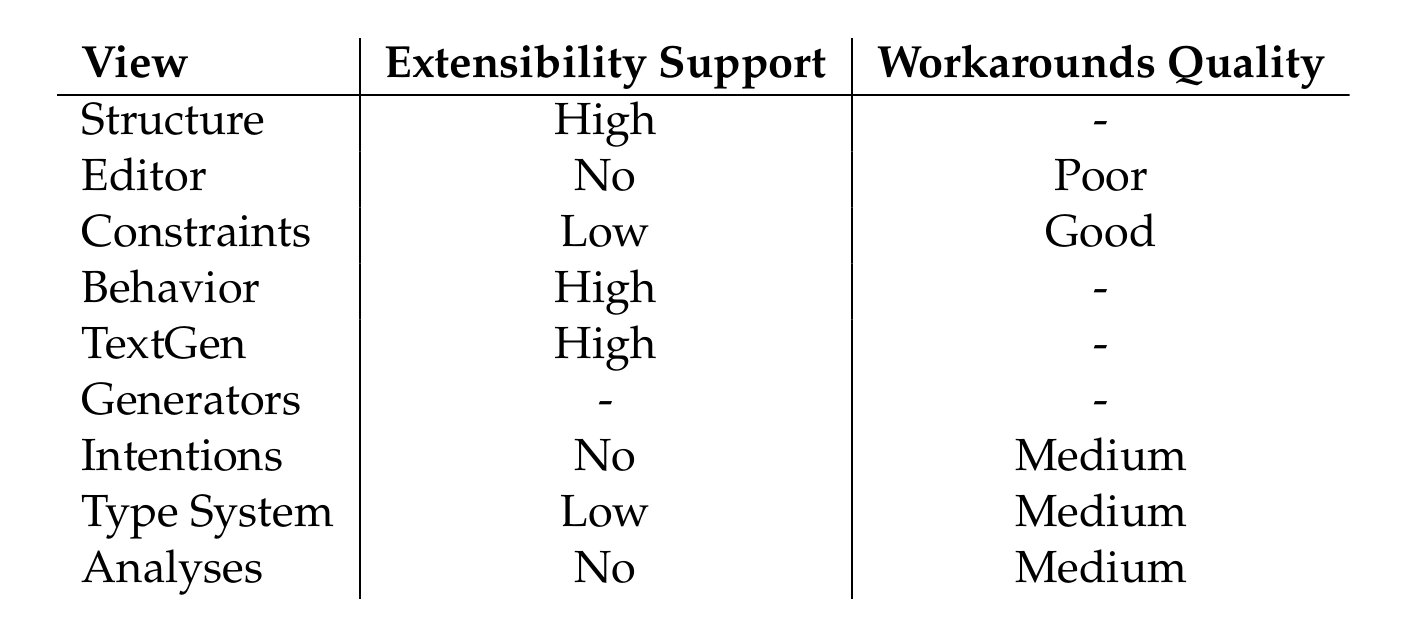 View Extensibility Support Workarounds Quality
Structure High -
Editor No Poor
Constraints Low Good
Behavior High -
TextGen High -
Generators - -
Intentions No Medium
Type System Low Medium
Analyses No Medium